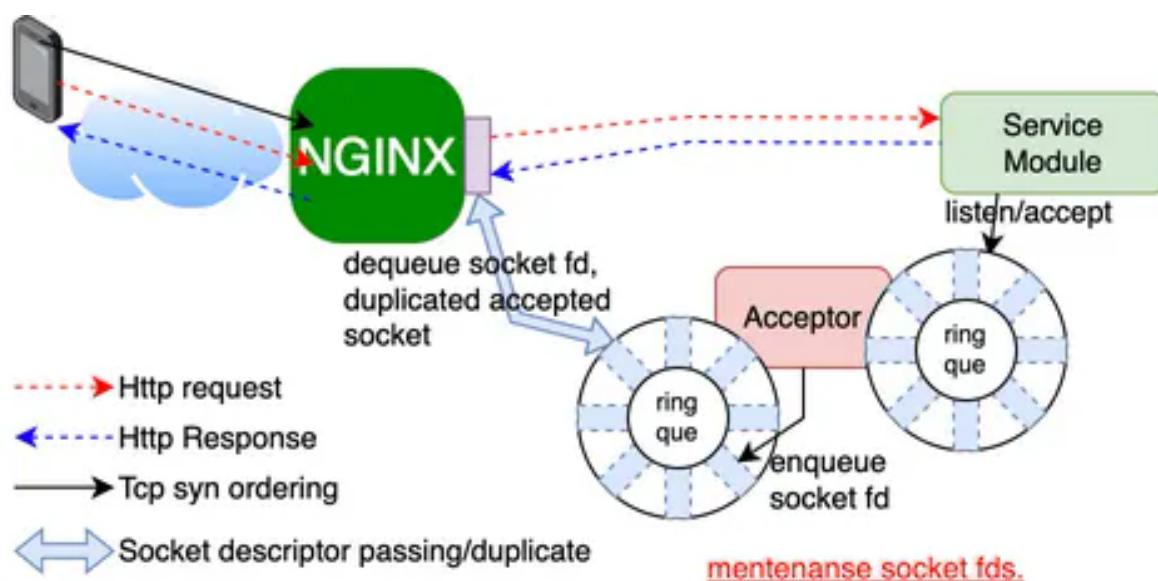 NGINX
Service
Module
listen/accept
dequeue socket fd,
duplicated accepted
socket
Acceptor
ring
que
ring
que
enqueue
socket fd
Http request
Http Response
Tcp syn ordering
Socket descriptor passing/duplicate
mentenanse socket fds.